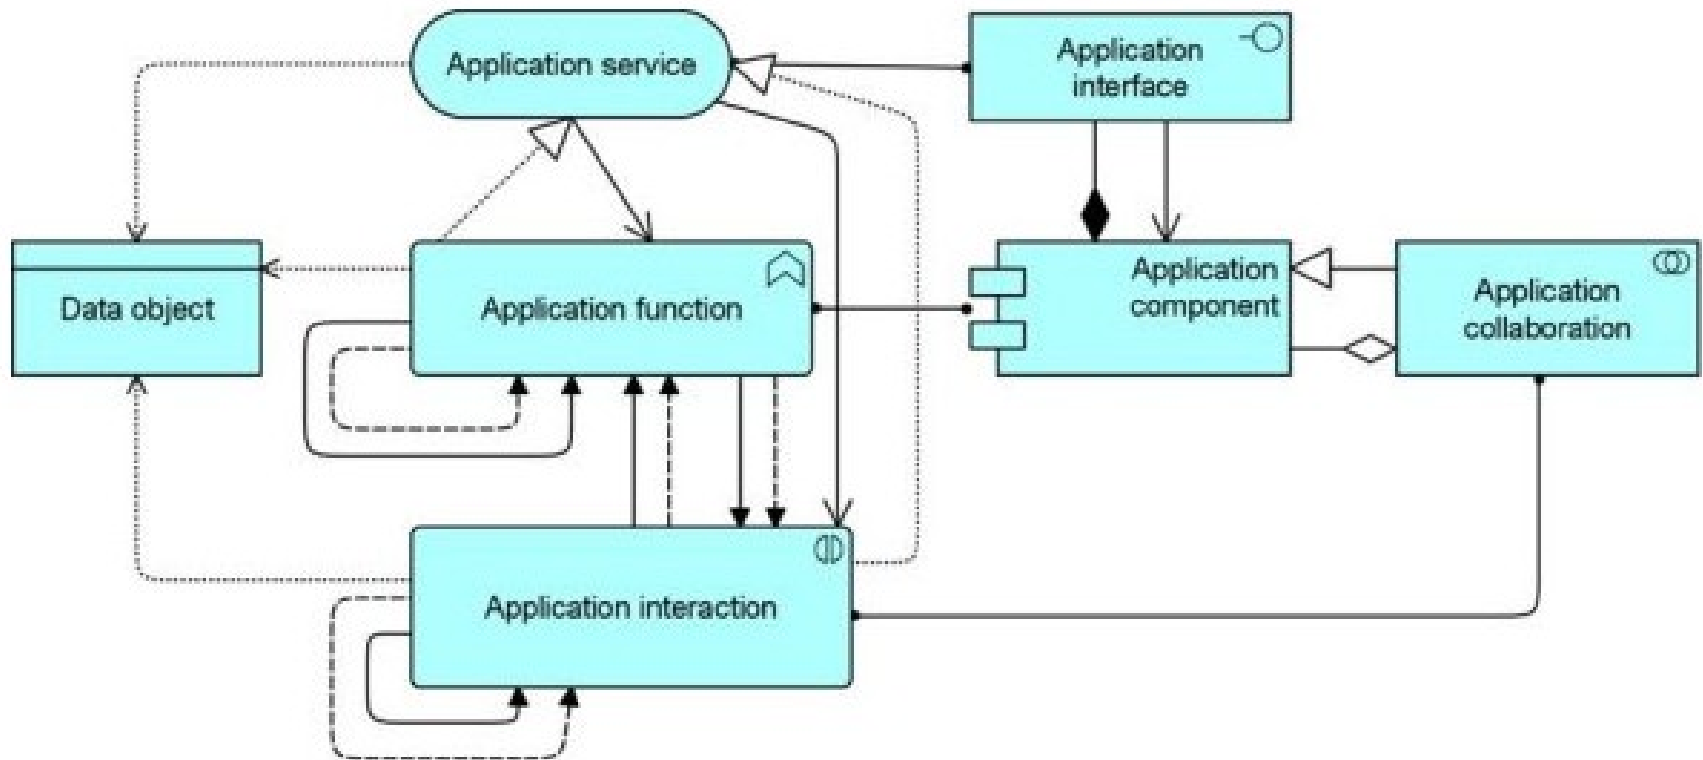 Application service
Application
interface
Data object
Application function
Application
component
Application
collaboration
Application interaction